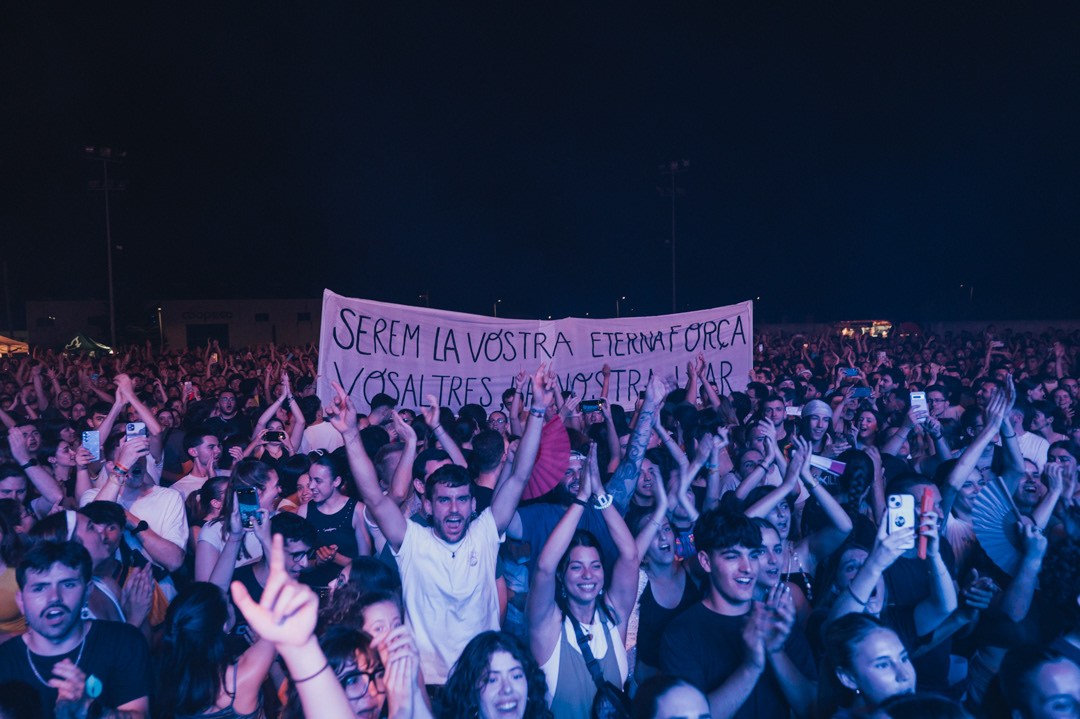 SEREM LA VOSTRA ETERNA FORÇA
VOSALTRES LA NOSTRA LLAR